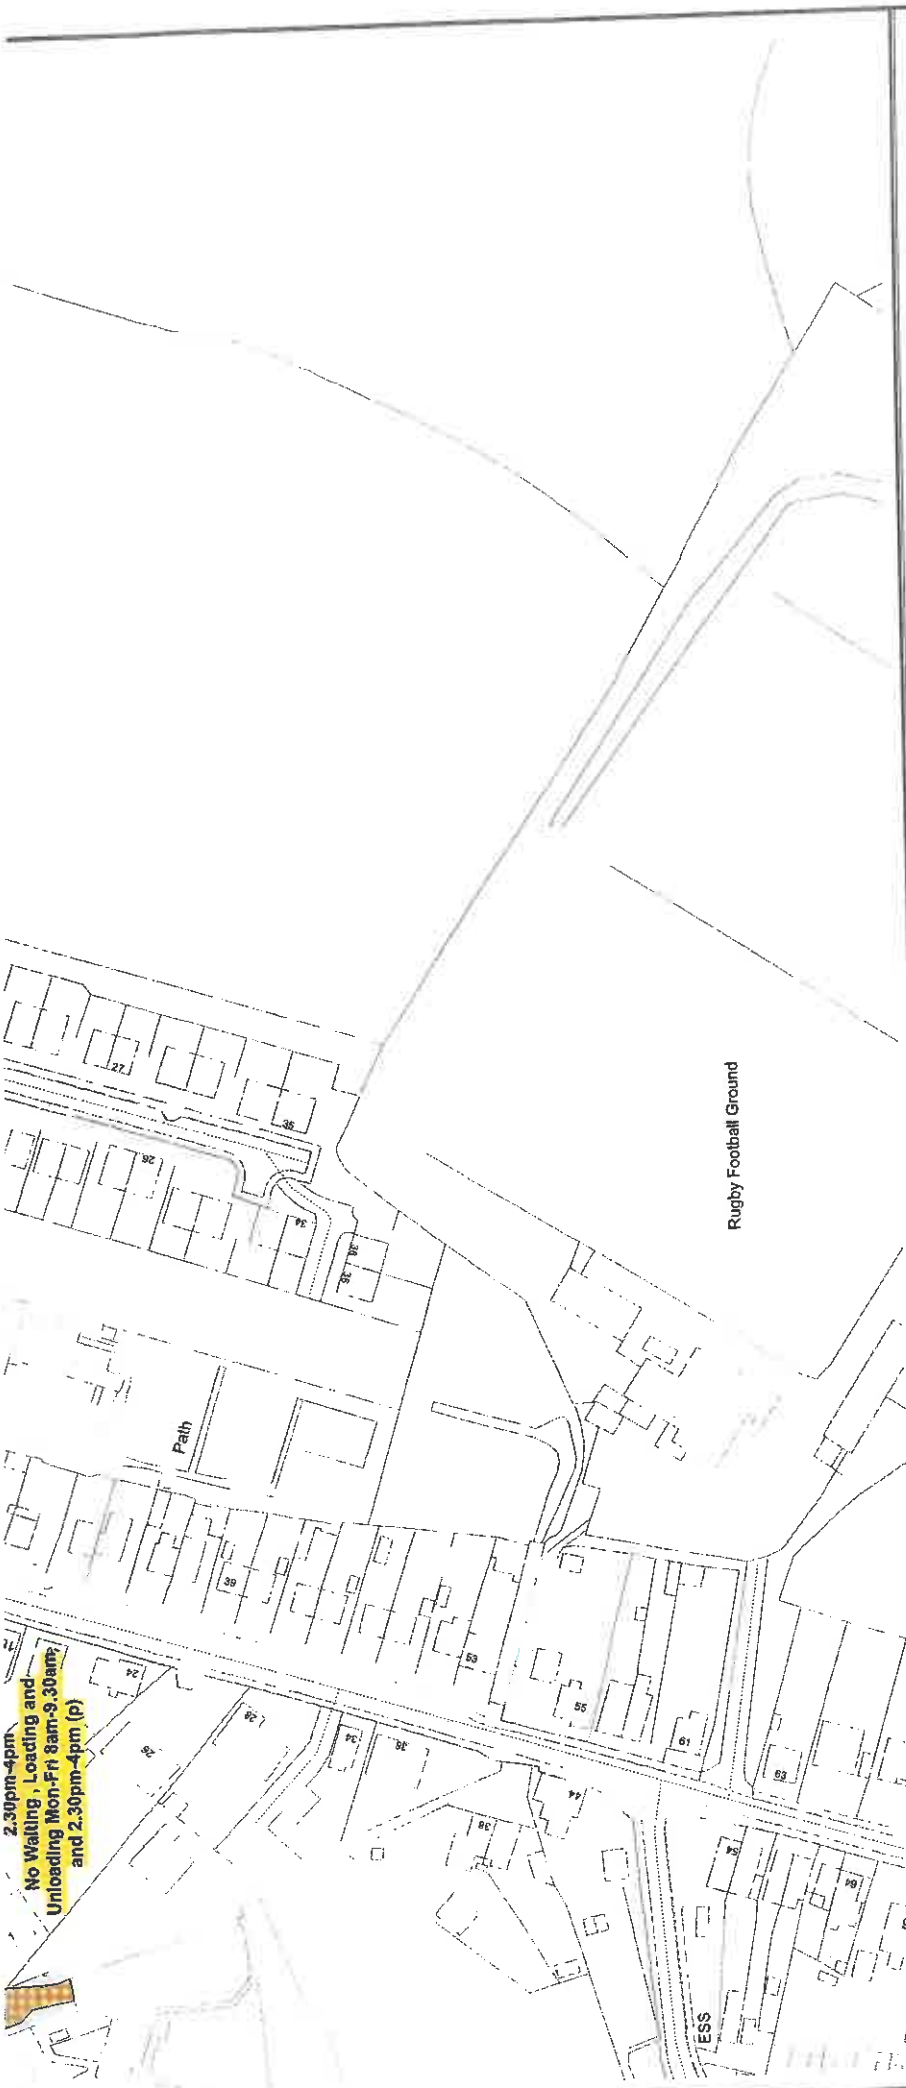 2.30pm-4pm
No Waiting , Loading and
Unloading Mon-Fri 8am-9.30am
and 2.30pm-4pm (p)
27
35
26
34
38
36
Path
39
53
55
61
63
24
26
28
34
36
44
38
54
64
ESS
Rugby Football Ground